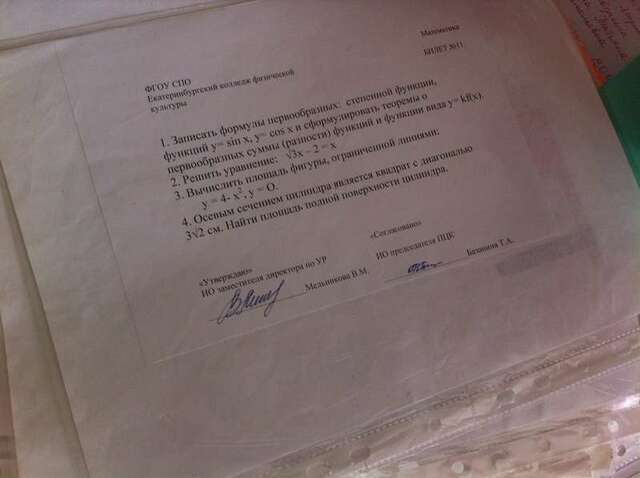 Математика
БИЛЕТ №11
ФГОУ СПО
Екатеринбургский колледж физической
культуры
1. Записать формулы первообразных: степенной функции,
функций y= sin x, y= cos x и сформулировать теоремы о
первообразных суммы (разности) функций и функции вида y= kf(x).
2. Решить уравнение: √3x – 2 = x
3. Вычислить площадь фигуры, ограниченной линиями:
y = 4- x², y = O.
4. Осевым сечением цилиндра является квадрат с диагональю
3√2 см. Найти площадь полной поверхности цилиндра.
«Утверждаю» «Согласовано»
ИО заместителя директора по УР ИО председателя ПЦК
Мельникова В.М. Базанина Т.А.